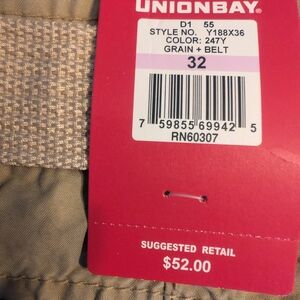 UNIONBAY®
D1 55
STYLE NO. Y188X36
COLOR: 247Y
GRAIN + BELT
32
7 59855 69942 5
RN60307
SUGGESTED RETAIL
$52.00